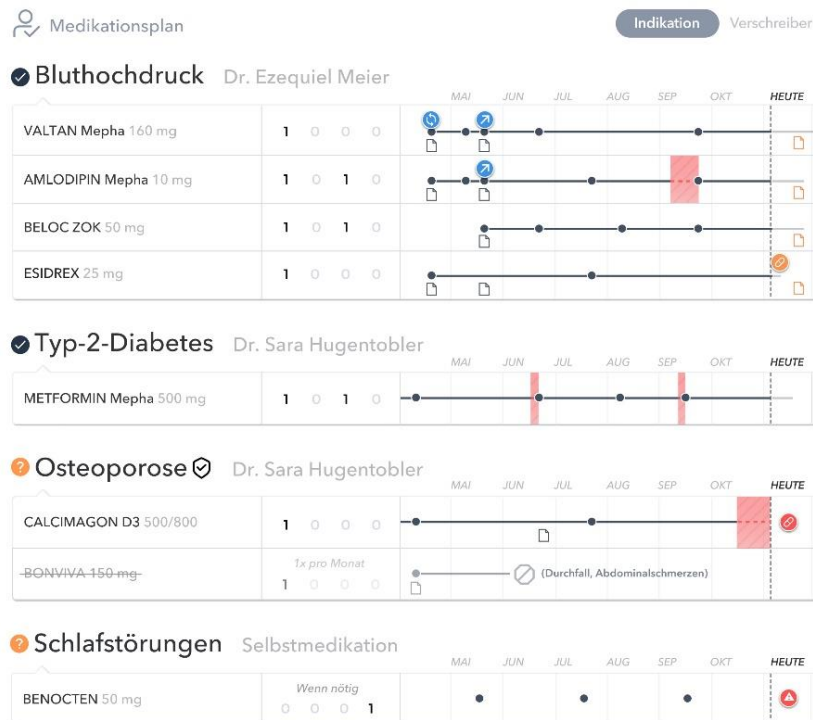 Medikationsplan
Indikation Verschreiber
Bluthochdruck Dr. Ezequiel Meier
MAI JUN JUL AUG SEP OKT HEUTE
VALTAN Mepha 160 mg 1 0 0 0
AMLODIPIN Mepha 10 mg 1 0 1 0
BELOC ZOK 50 mg 1 0 1 0
ESIDREX 25 mg 1 0 0 0
Typ-2-Diabetes Dr. Sara Hugentobler
MAI JUN JUL AUG SEP OKT HEUTE
METFORMIN Mepha 500 mg 1 0 1 0
Osteoporose Dr. Sara Hugentobler
MAI JUN JUL AUG SEP OKT HEUTE
CALCIMAGON D3 500/800 1 0 0 0
1x pro Monat
BONVIVA 150 mg 1 0 0 0 (Durchfall, Abdominalschmerzen)
Schlafstörungen Selbstmedikation
MAI JUN JUL AUG SEP OKT HEUTE
Wenn nötig
BENOCTEN 50 mg 0 0 0 1